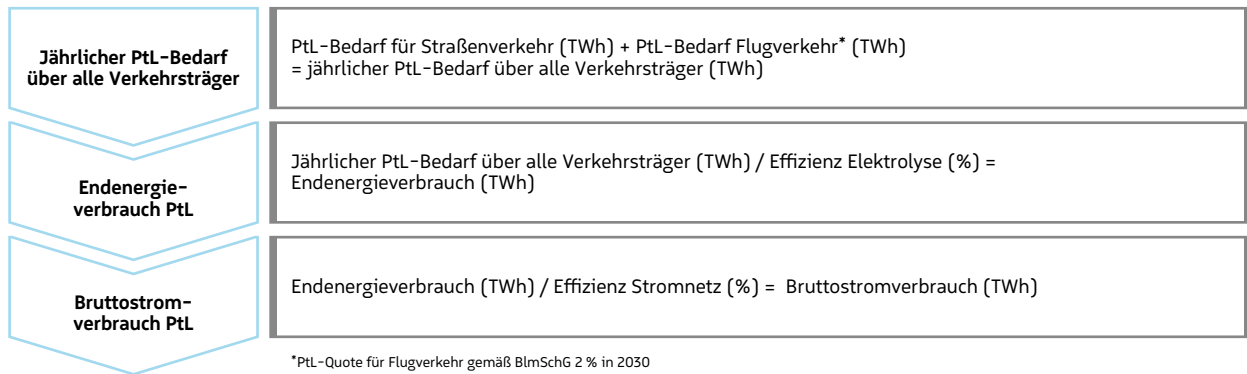 Jährlicher PtL-Bedarf
über alle Verkehrsträger
PtL-Bedarf für Straßenverkehr (TWh) + PtL-Bedarf Flugverkehr* (TWh)
= jährlicher PtL-Bedarf über alle Verkehrsträger (TWh)
Endenergie-
verbrauch PtL
Jährlicher PtL-Bedarf über alle Verkehrsträger (TWh) / Effizienz Elektrolyse (%) =
Endenergieverbrauch (TWh)
Bruttostrom-
verbrauch PtL
Endenergieverbrauch (TWh) / Effizienz Stromnetz (%) = Bruttostromverbrauch (TWh)
*PtL-Quote für Flugverkehr gemäß BlmSchG 2 % in 2030